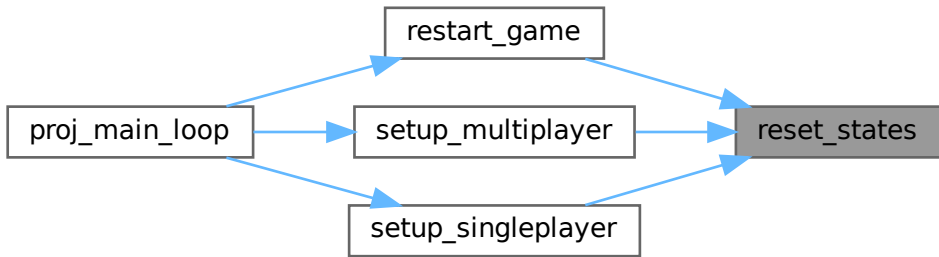 restart_game
proj_main_loop
setup_multiplayer
reset_states
setup_singleplayer